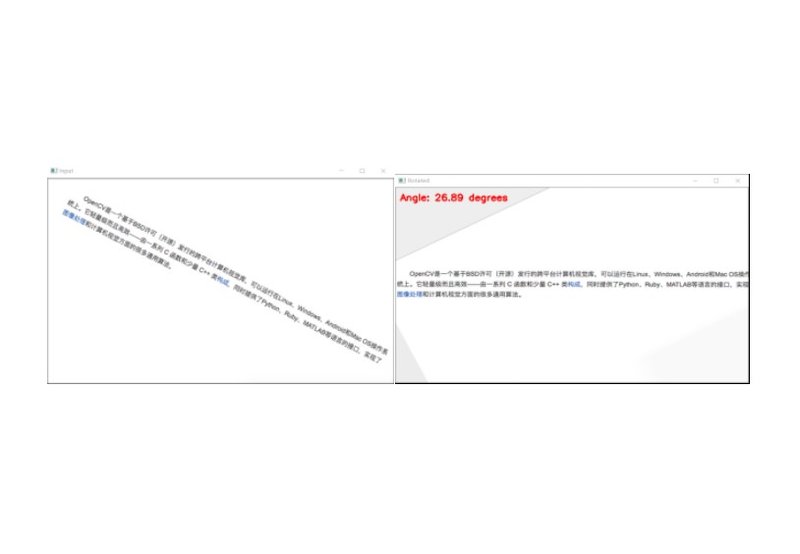 Input
OpenCV是一个基于BSD许可（开源）发行的跨平台计算机视觉库，可以运行在Linux、Windows、Android和Mac OS操作系
统上。它轻量级而且高效——由一系列 C 函数和少量 C++ 类构成，同时提供了Python、Ruby、MATLAB等语言的接口，实现了
图像处理和计算机视觉方面的很多通用算法。
Rotated
Angle: 26.89 degrees
OpenCV是一个基于BSD许可（开源）发行的跨平台计算机视觉库，可以运行在Linux、Windows、Android和Mac OS操作
统上。它轻量级而且高效——由一系列 C 函数和少量 C++ 类构成，同时提供了Python、Ruby、MATLAB等语言的接口，实现
图像处理和计算机视觉方面的很多通用算法。